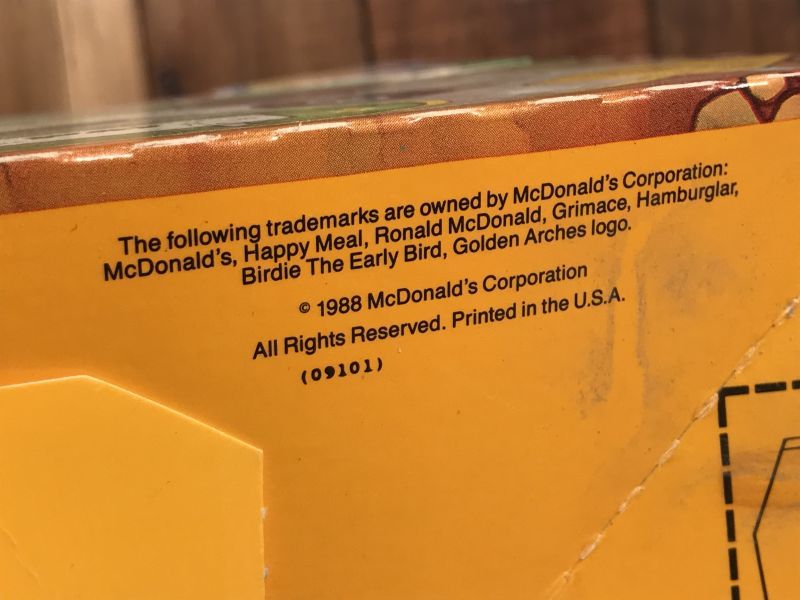 The following trademarks are owned by McDonald's Corporation:
McDonald's, Happy Meal, Ronald McDonald, Grimace, Hamburglar,
Birdie The Early Bird, Golden Arches logo.
© 1988 McDonald's Corporation
All Rights Reserved. Printed in the U.S.A.
(09101)